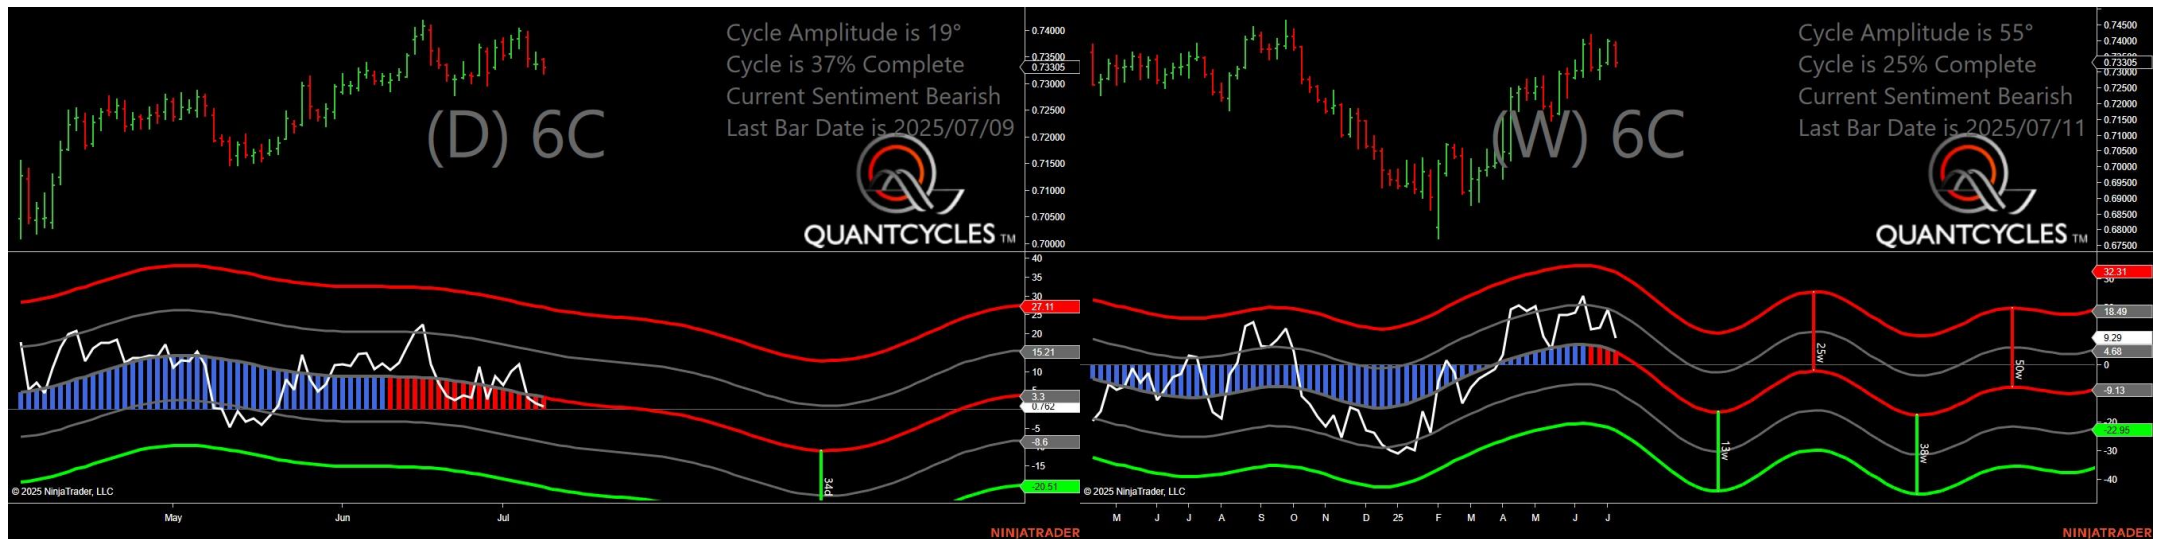 Cycle Amplitude is 19°
Cycle is 37% Complete
Current Sentiment Bearish
Last Bar Date is 2025/07/09
(D) 6C
QUANTCYCLES TM
0.74000
0.73500
0.73305
0.73000
0.72500
0.72000
0.71500
0.71000
0.70500
0.70000
40
35
30
27.11
25
20
15.21
10
5
3.3
0.762
-5
-8.6
-15
-20.51
34d
© 2025 NinjaTrader, LLC
May
Jun
Jul
NINJATRADER
Cycle Amplitude is 55°
Cycle is 25% Complete
Current Sentiment Bearish
Last Bar Date is 2025/07/11
(W) 6C
QUANTCYCLES TM
0.74500
0.74000
0.73305
0.73000
0.72500
0.72000
0.71500
0.71000
0.70500
0.70000
0.69500
0.69000
0.68500
0.68000
0.67500
32.31
30
18.49
9.29
4.68
0
-9.13
-22.95
-30
-40
25w
50w
13w
38w
© 2025 NinjaTrader, LLC
M
J
J
A
S
O
N
D
25
F
M
A
M
J
J
NINJATRADER